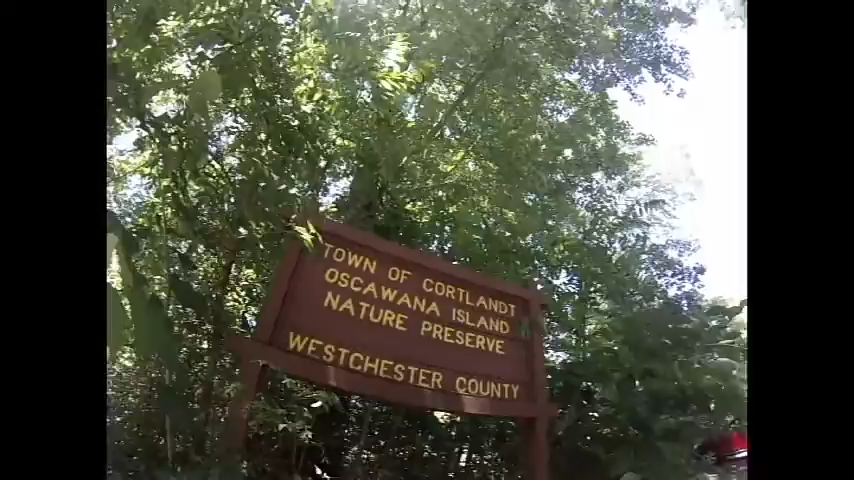 TOWN OF CORTLANDT
OSCAWANA ISLAND
NATURE PRESERVE
WESTCHESTER COUNTY